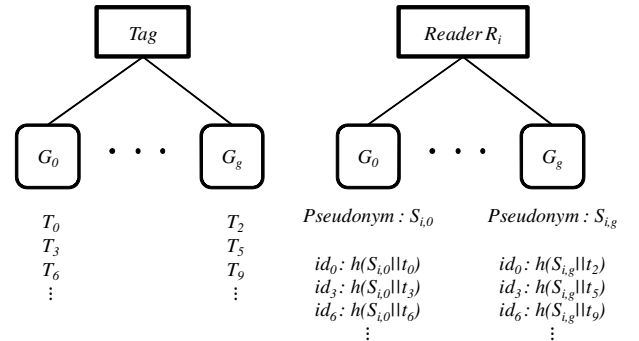 Tag
Reader R_i
G_0 · · · G_g
G_0 · · · G_g
T_0
T_3
T_6
⋮
T_2
T_5
T_9
⋮
Pseudonym : S_{i,0}
id_0 : h(S_{i,0}||t_0)
id_3 : h(S_{i,0}||t_3)
id_6 : h(S_{i,0}||t_6)
⋮
Pseudonym : S_{i,g}
id_0 : h(S_{i,g}||t_2)
id_3 : h(S_{i,g}||t_5)
id_6 : h(S_{i,g}||t_9)
⋮